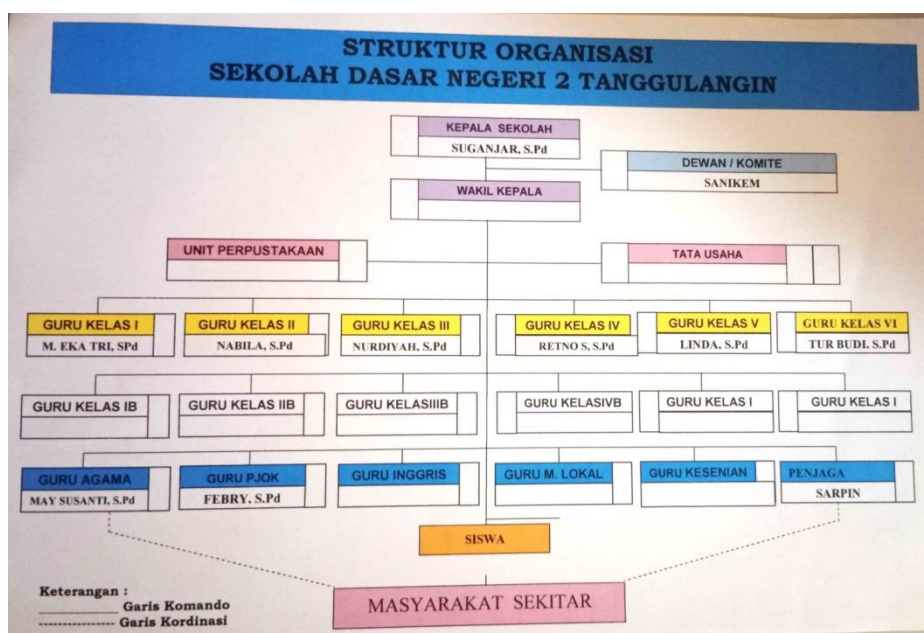 STRUKTUR ORGANISASI
SEKOLAH DASAR NEGERI 2 TANGGULANGIN
KEPALA SEKOLAH
SUGANJAR, S.Pd
DEWAN / KOMITE
SANIKEM
WAKIL KEPALA
UNIT PERPUSTAKAAN
TATA USAHA
GURU KELAS I
M. EKA TRI, SPd
GURU KELAS II
NABILA, S.Pd
GURU KELAS III
NURDIYAH, S.Pd
GURU KELAS IV
RETNO S, S.Pd
GURU KELAS V
LINDA, S.Pd
GURU KELAS VI
TUR BUDI, S.Pd
GURU KELAS IB
GURU KELAS IIB
GURU KELASIIIB
GURU KELASIVB
GURU KELAS I
GURU KELAS I
GURU AGAMA
MAY SUSANTI, S.Pd
GURU PJOK
FEBRY, S.Pd
GURU INGGRIS
GURU M. LOKAL
GURU KESENIAN
PENJAGA
SARPIN
SISWA
MASYARAKAT SEKITAR
Keterangan :
Garis Komando
Garis Kordinasi